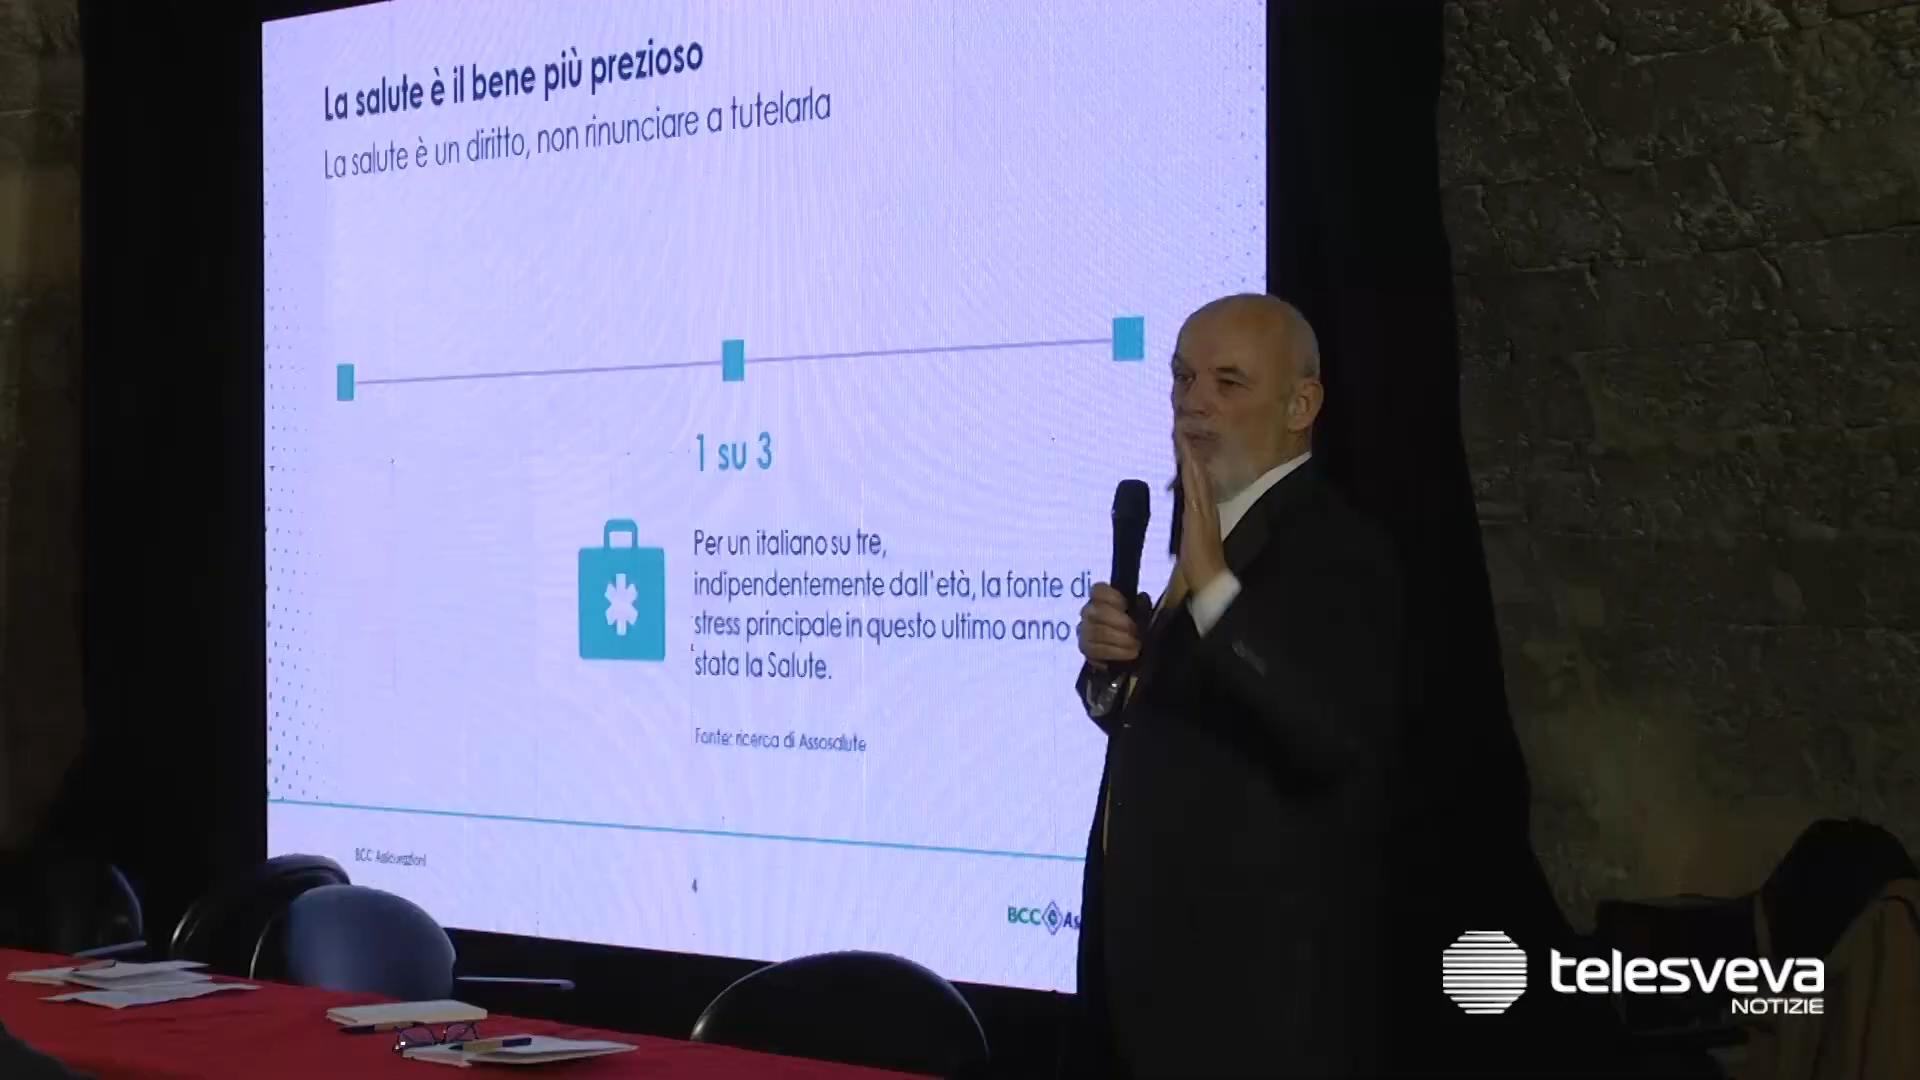 La salute è il bene più prezioso
La salute è un diritto, non rinunciare a tutelarla
1 su 3
Per un italiano su tre,
indipendentemente dall'età, la fonte di
stress principale in questo ultimo anno
stata la Salute.
Fonte: ricerca di Assosalute
BCC Assicurazioni
4
BCC As
telesveva
NOTIZIE